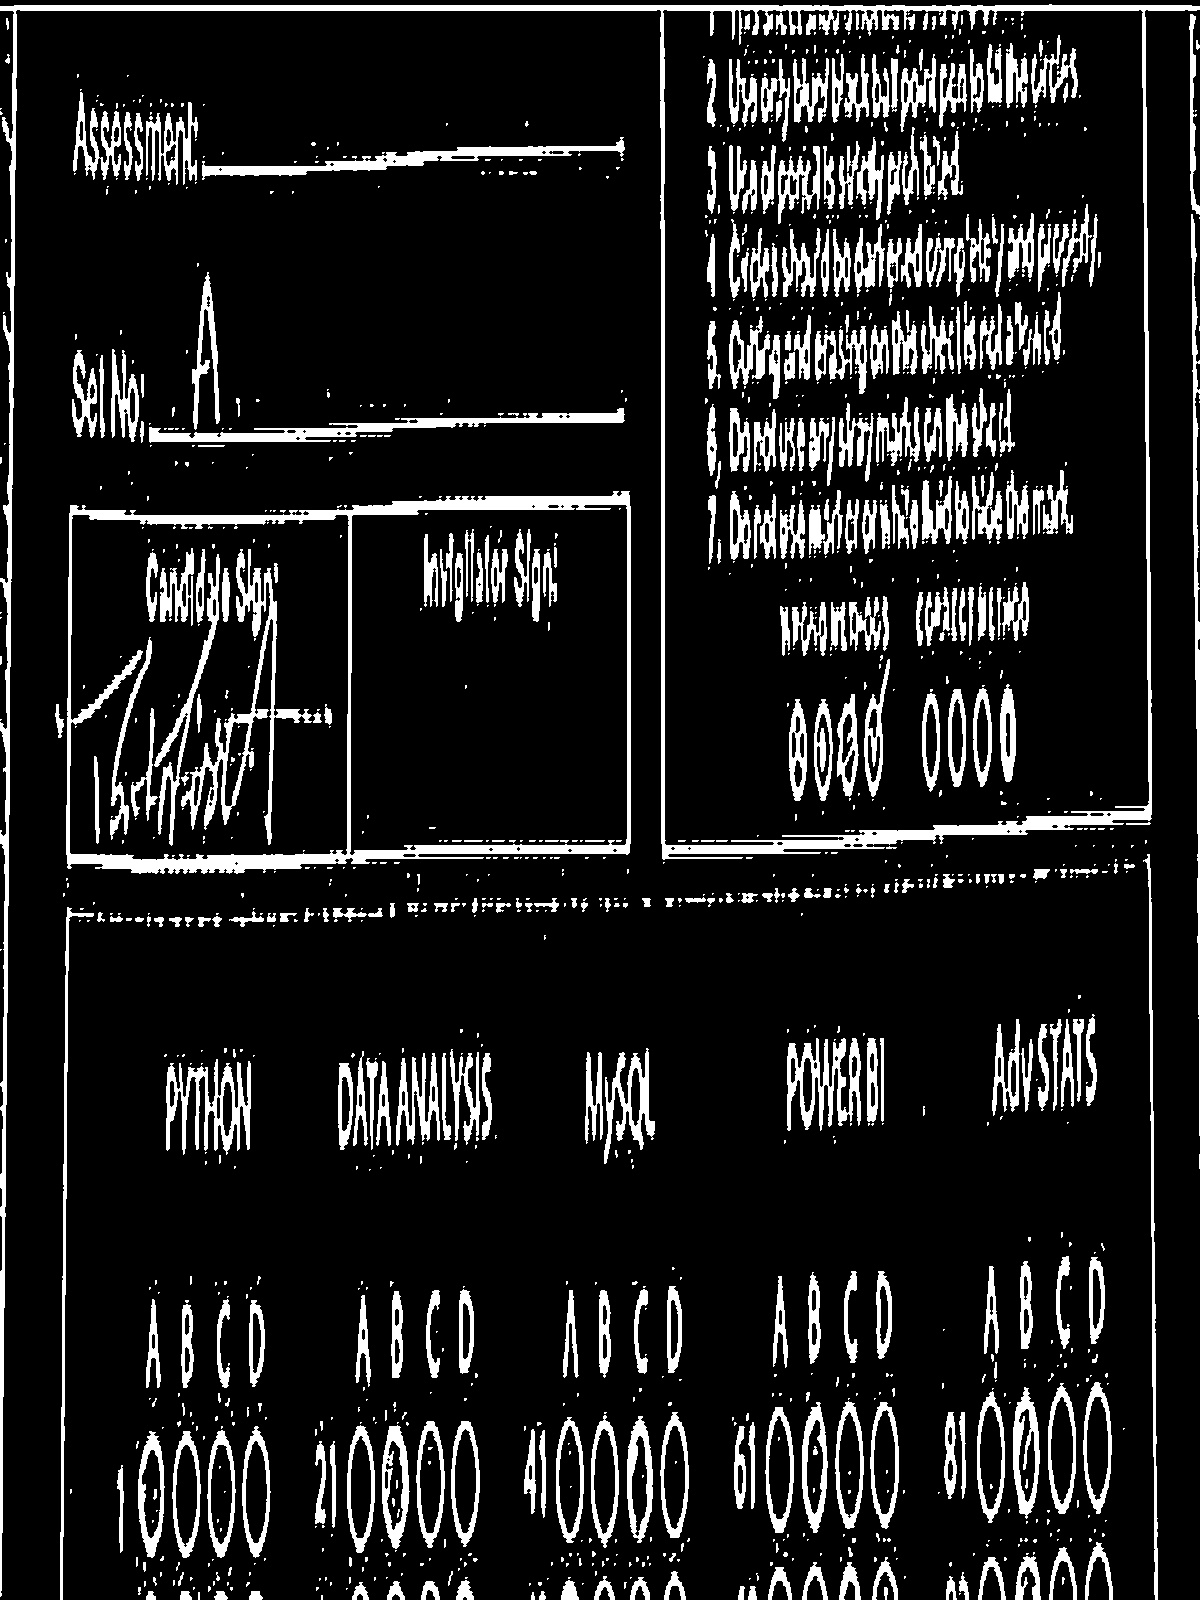 Assessment:
Set No: A
Candidate Sign:
Invigilator Sign:
2. Use only blue/black ball point pen to fill the circles.
3. Use of pencil is strictly prohibited.
4. Circles should be darkened completely and properly.
5. Cutting and erasing on this sheet is not allowed.
6. Do not use any stray marks on the sheet.
7. Do not use marker or white fluid to hide the mark.
WRONG METHODS CORRECT METHOD
PYTHON DATA ANALYSIS MySQL POWER BI Adv STATS
A B C D A B C D A B C D A B C D A B C D
1 21 41 61 81